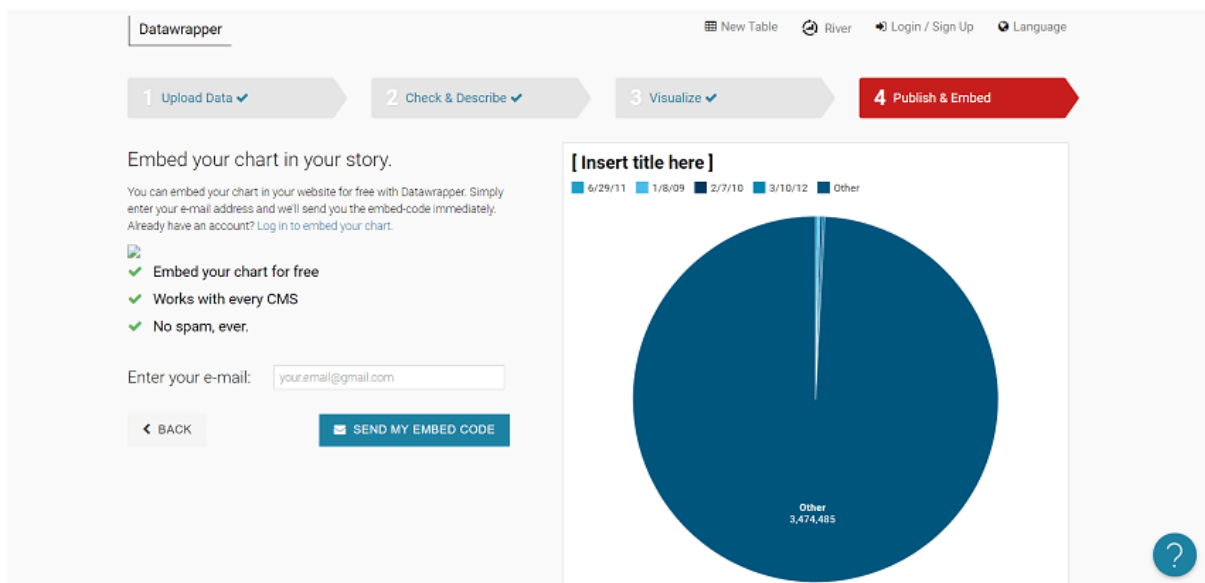 Datawrapper
New Table River Login / Sign Up Language
1 Upload Data
2 Check & Describe
3 Visualize
4 Publish & Embed
Embed your chart in your story.
You can embed your chart in your website for free with Datawrapper. Simply
enter your e-mail address and we'll send you the embed-code immediately.
Already have an account? Log in to embed your chart.
Embed your chart for free
Works with every CMS
No spam, ever.
Enter your e-mail: your.email@gmail.com
BACK
SEND MY EMBED CODE
[ Insert title here ]
6/29/11 1/8/09 2/7/10 3/10/12 Other
Other
3,474,485
?